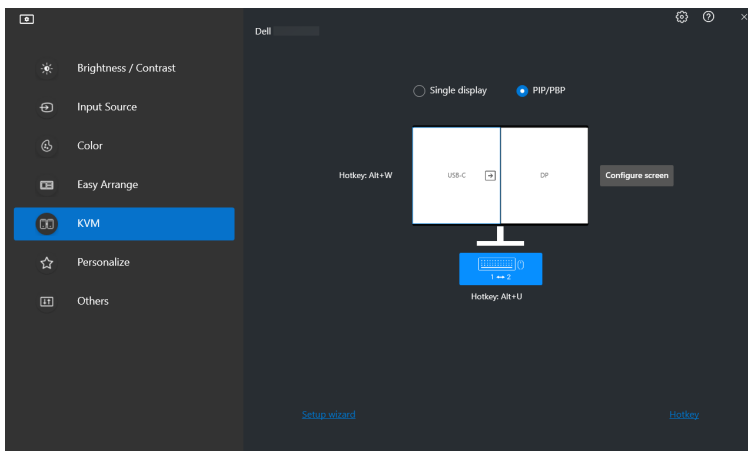 Dell
Brightness / Contrast
Input Source
Color
Easy Arrange
KVM
Personalize
Others
Single display
PIP/PBP
Hotkey: Alt+W
USB-C
DP
Configure screen
1 ↔ 2
Hotkey: Alt+U
Setup wizard
Hotkey